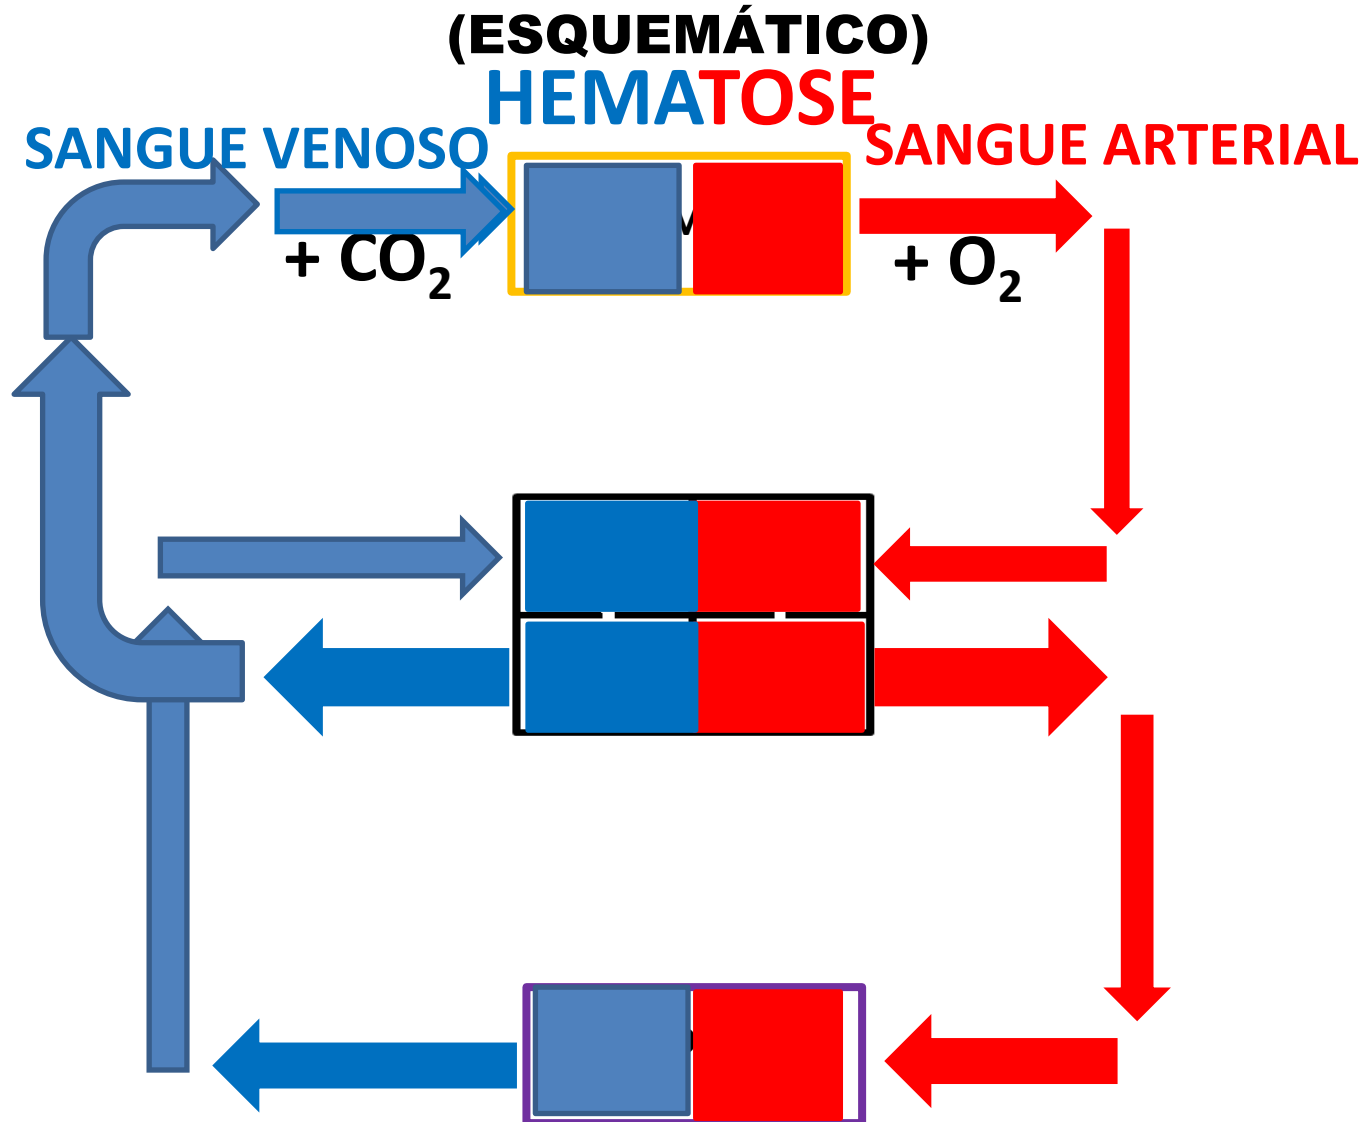 (ESQUEMÁTICO)
HEMATOSE
SANGUE VENOSO
SANGUE ARTERIAL
+ CO₂
+ O₂